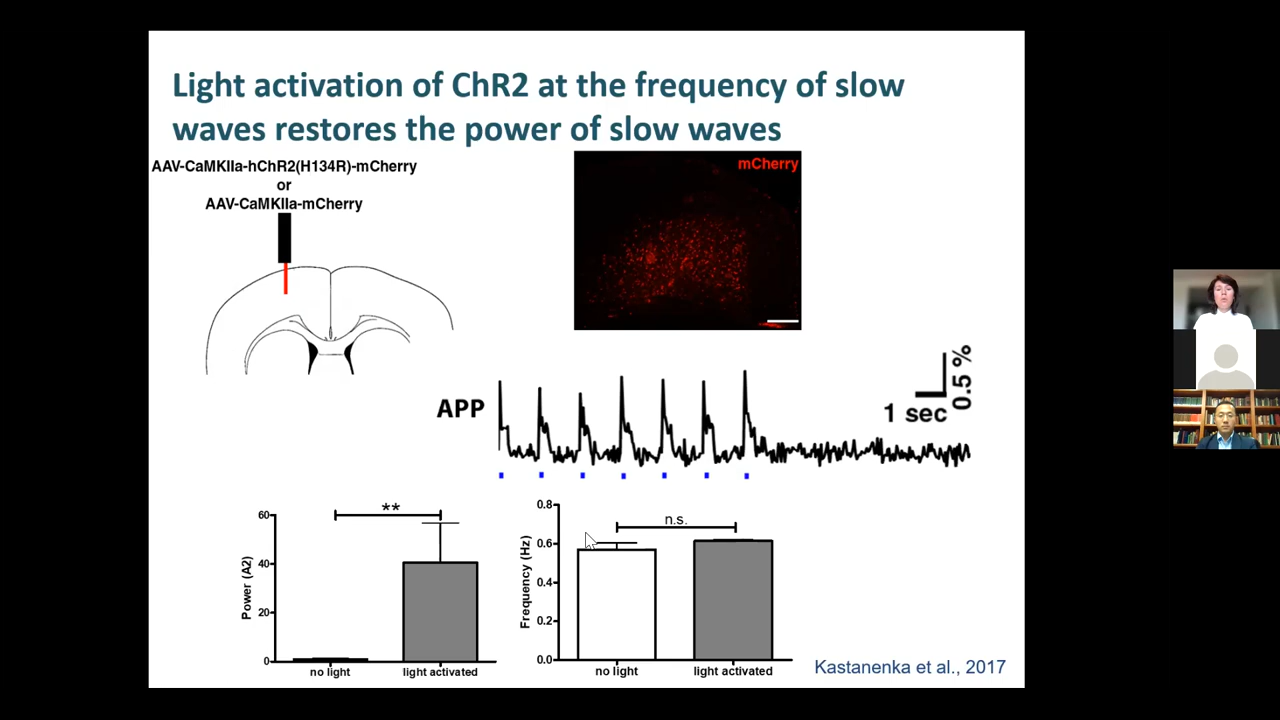 Light activation of ChR2 at the frequency of slow
waves restores the power of slow waves
AAV-CaMKIIa-hChR2(H134R)-mCherry
or
AAV-CaMKIIa-mCherry
mCherry
APP
1 sec
0.5 %
Power (A2)
60
40
20
0
**
no light
light activated
Frequency (Hz)
0.8
0.6
0.4
0.2
0.0
n.s.
no light
light activated
Kastanenka et al., 2017